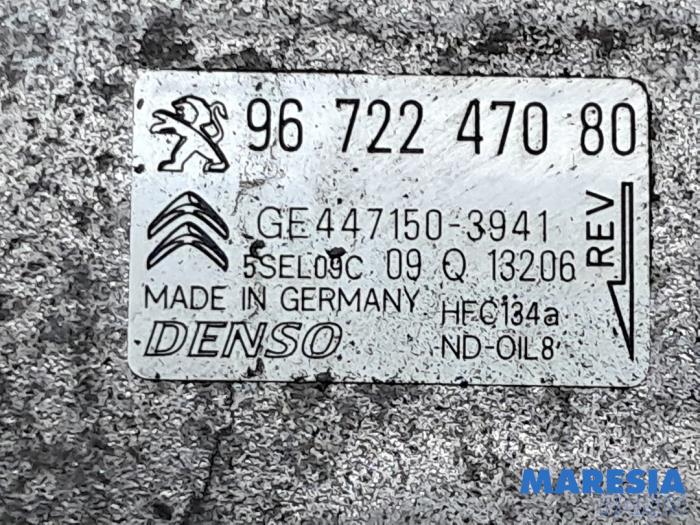 96 722 470 80
GE447150-3941
5SEL09C 09 Q 13206
REV
MADE IN GERMANY HFC134a
DENSO ND-OIL8
MARESIA